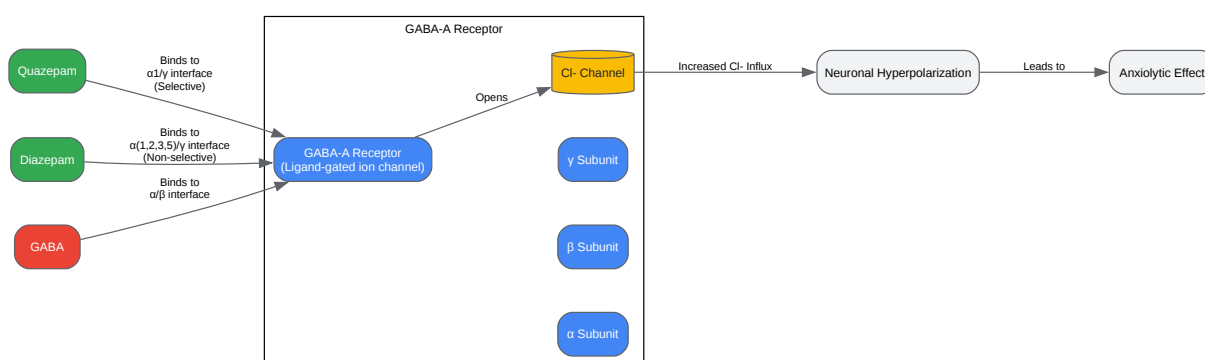 GABA-A Receptor
Quazepam
Binds to
α1/γ interface
(Selective)
Cl- Channel
Increased Cl- Influx
Neuronal Hyperpolarization
Leads to
Anxiolytic Effect
Opens
Diazepam
Binds to
α(1,2,3,5)/γ interface
(Non-selective)
GABA-A Receptor
(Ligand-gated ion channel)
γ Subunit
Binds to
α/β interface
GABA
β Subunit
α Subunit